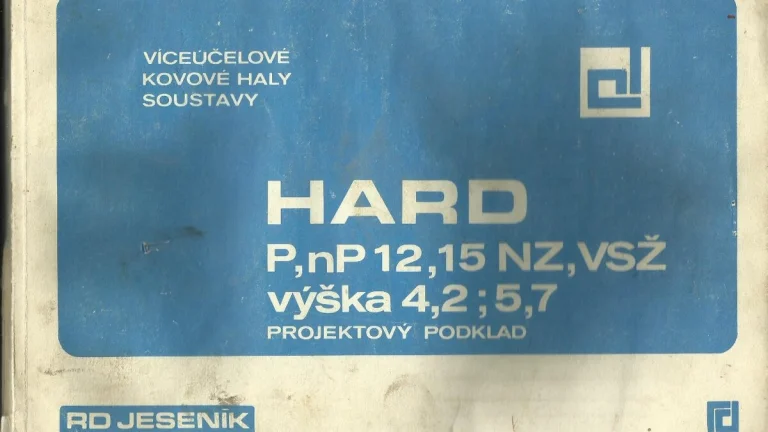 VÍCEÚČELOVÉ
KOVOVÉ HALY
SOUSTAVY
HARD
P,nP 12,15 NZ,VSŽ
výška 4,2 ; 5,7
PROJEKTOVÝ PODKLAD
RD JESENÍK